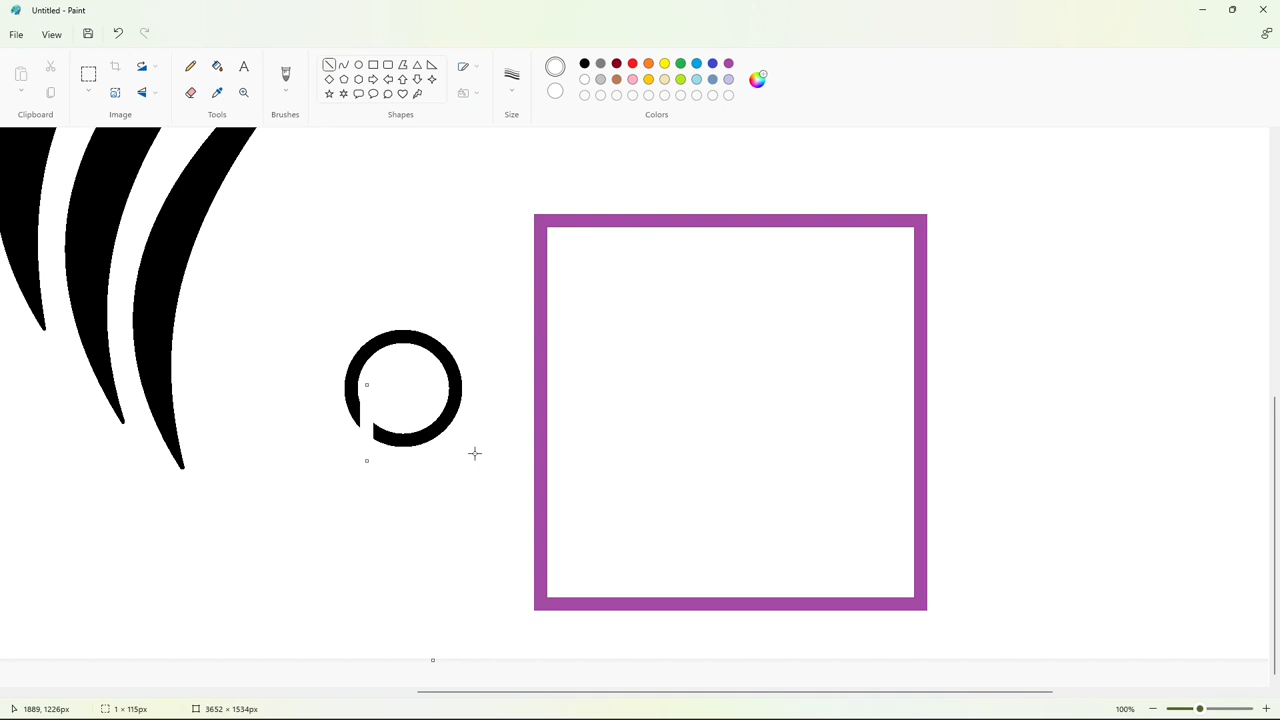 Untitled - Paint
File View
Clipboard Image Tools Brushes Shapes Size Colors
1889, 1226px 1 × 115px 3652 × 1534px 100%